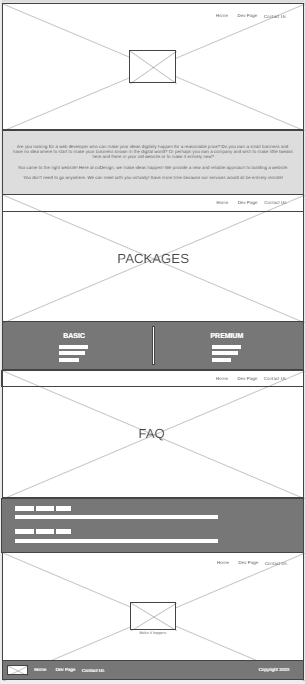 Home Dev Page Contact Us
Are you looking for a web developer who can make your ideas digitally happen for a reasonable price? Do you own a small business and
have no idea where to start to make your business known in the digital world? Or perhaps you own a company and wish to make little tweaks
here and there in your old website or to make it entirely new?
You came to the right website! Here at coDesign, we make ideas happen! We provide a new and reliable approach to building a website.
You don't need to go anywhere. We can meet with you virtually! Save more time because our services would all be entirely remote!
Home Dev Page Contact Us
PACKAGES
BASIC PREMIUM
Home Dev Page Contact Us
FAQ
Home Dev Page Contact Us
Make it happen.
Home Dev Page Contact Us Copyright